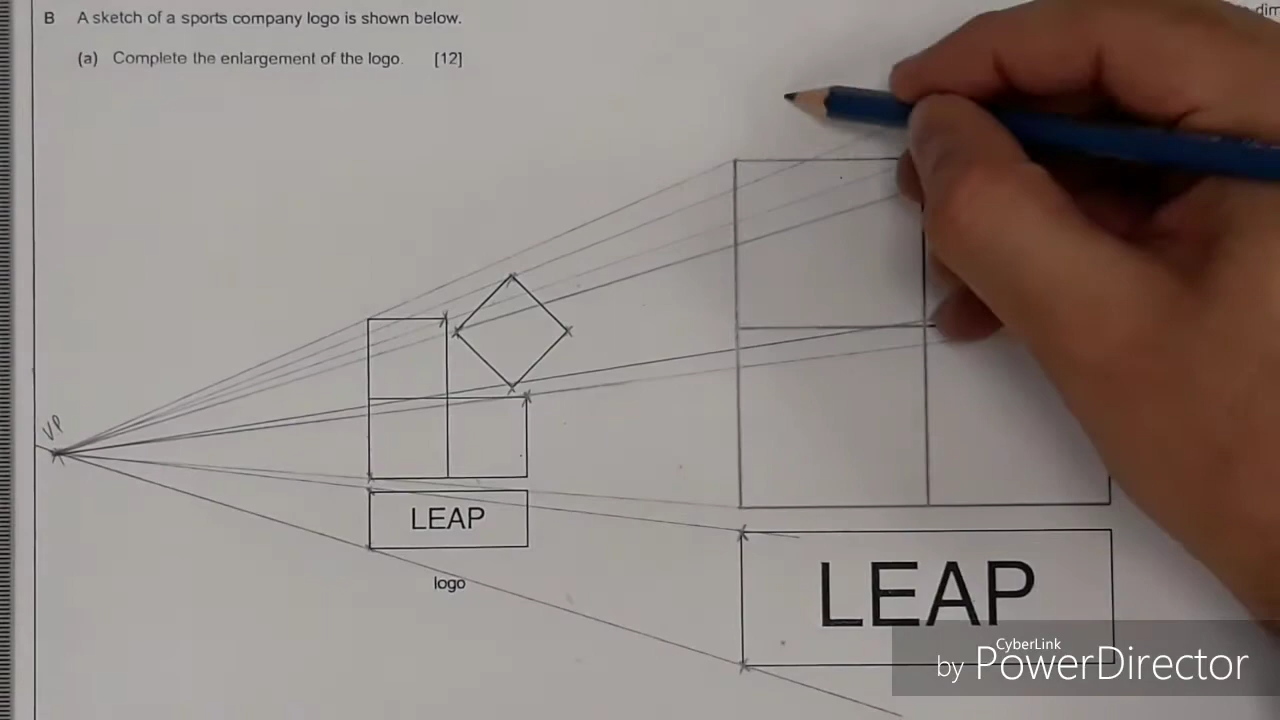 B A sketch of a sports company logo is shown below.
(a) Complete the enlargement of the logo. [12]
VP
LEAP
logo
LEAP
CyberLink
by PowerDirector